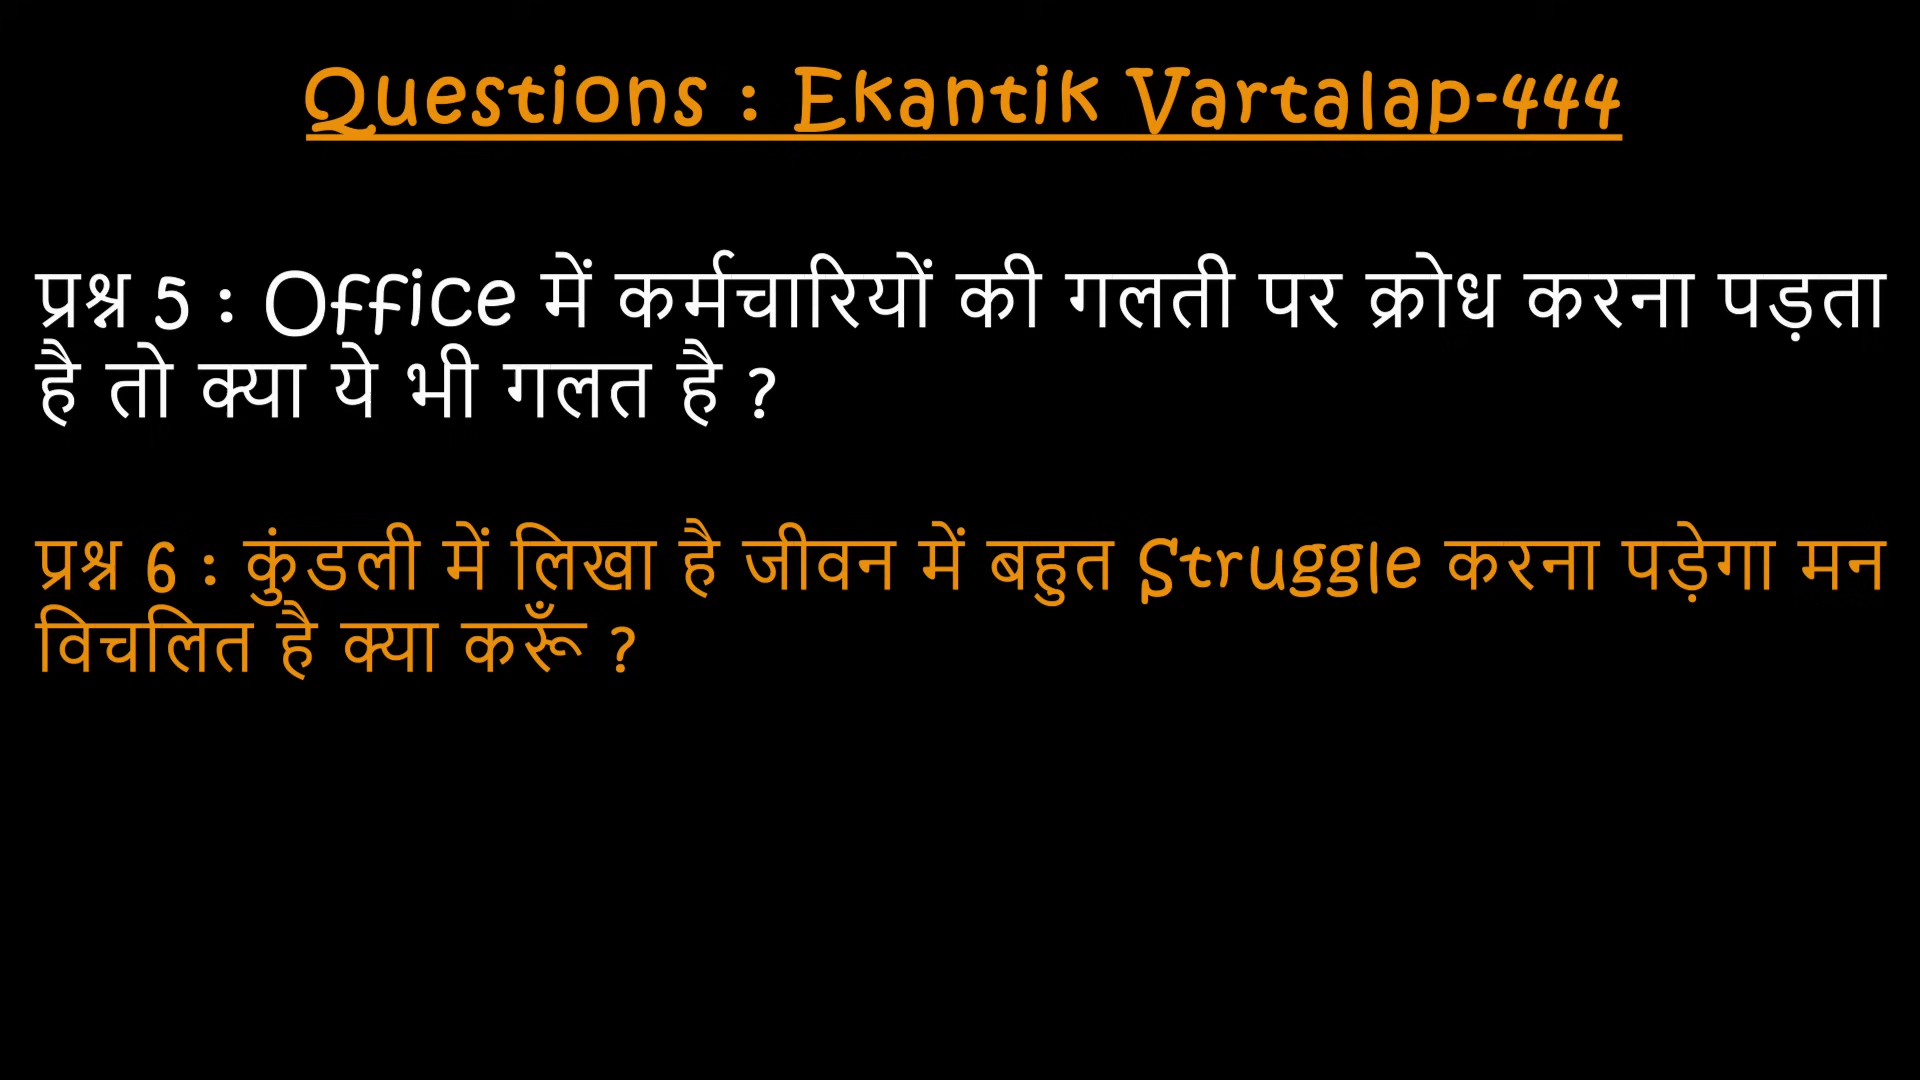 Questions : Ekantik Vartalap-444
प्रश्न 5 : Office में कर्मचारियों की गलती पर क्रोध करना पड़ता
है तो क्या ये भी गलत है ?
प्रश्न 6 : कुंडली में लिखा है जीवन में बहुत Struggle करना पड़ेगा मन
विचलित है क्या करूँ ?